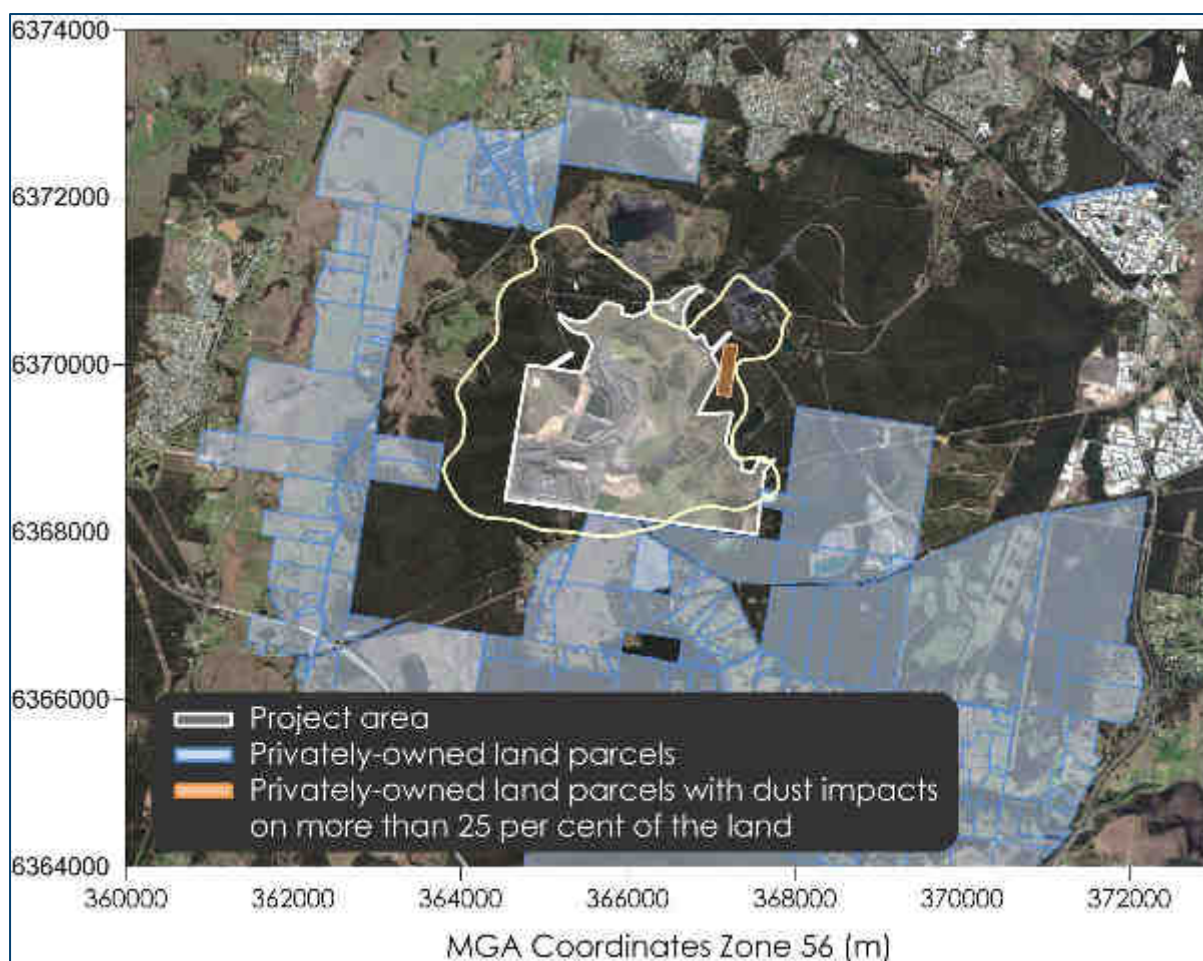 6374000
N
6372000
6370000
6368000
6366000
Project area
Privately-owned land parcels
Privately-owned land parcels with dust impacts
on more than 25 per cent of the land
6364000
360000 362000 364000 366000 368000 370000 372000
MGA Coordinates Zone 56 (m)